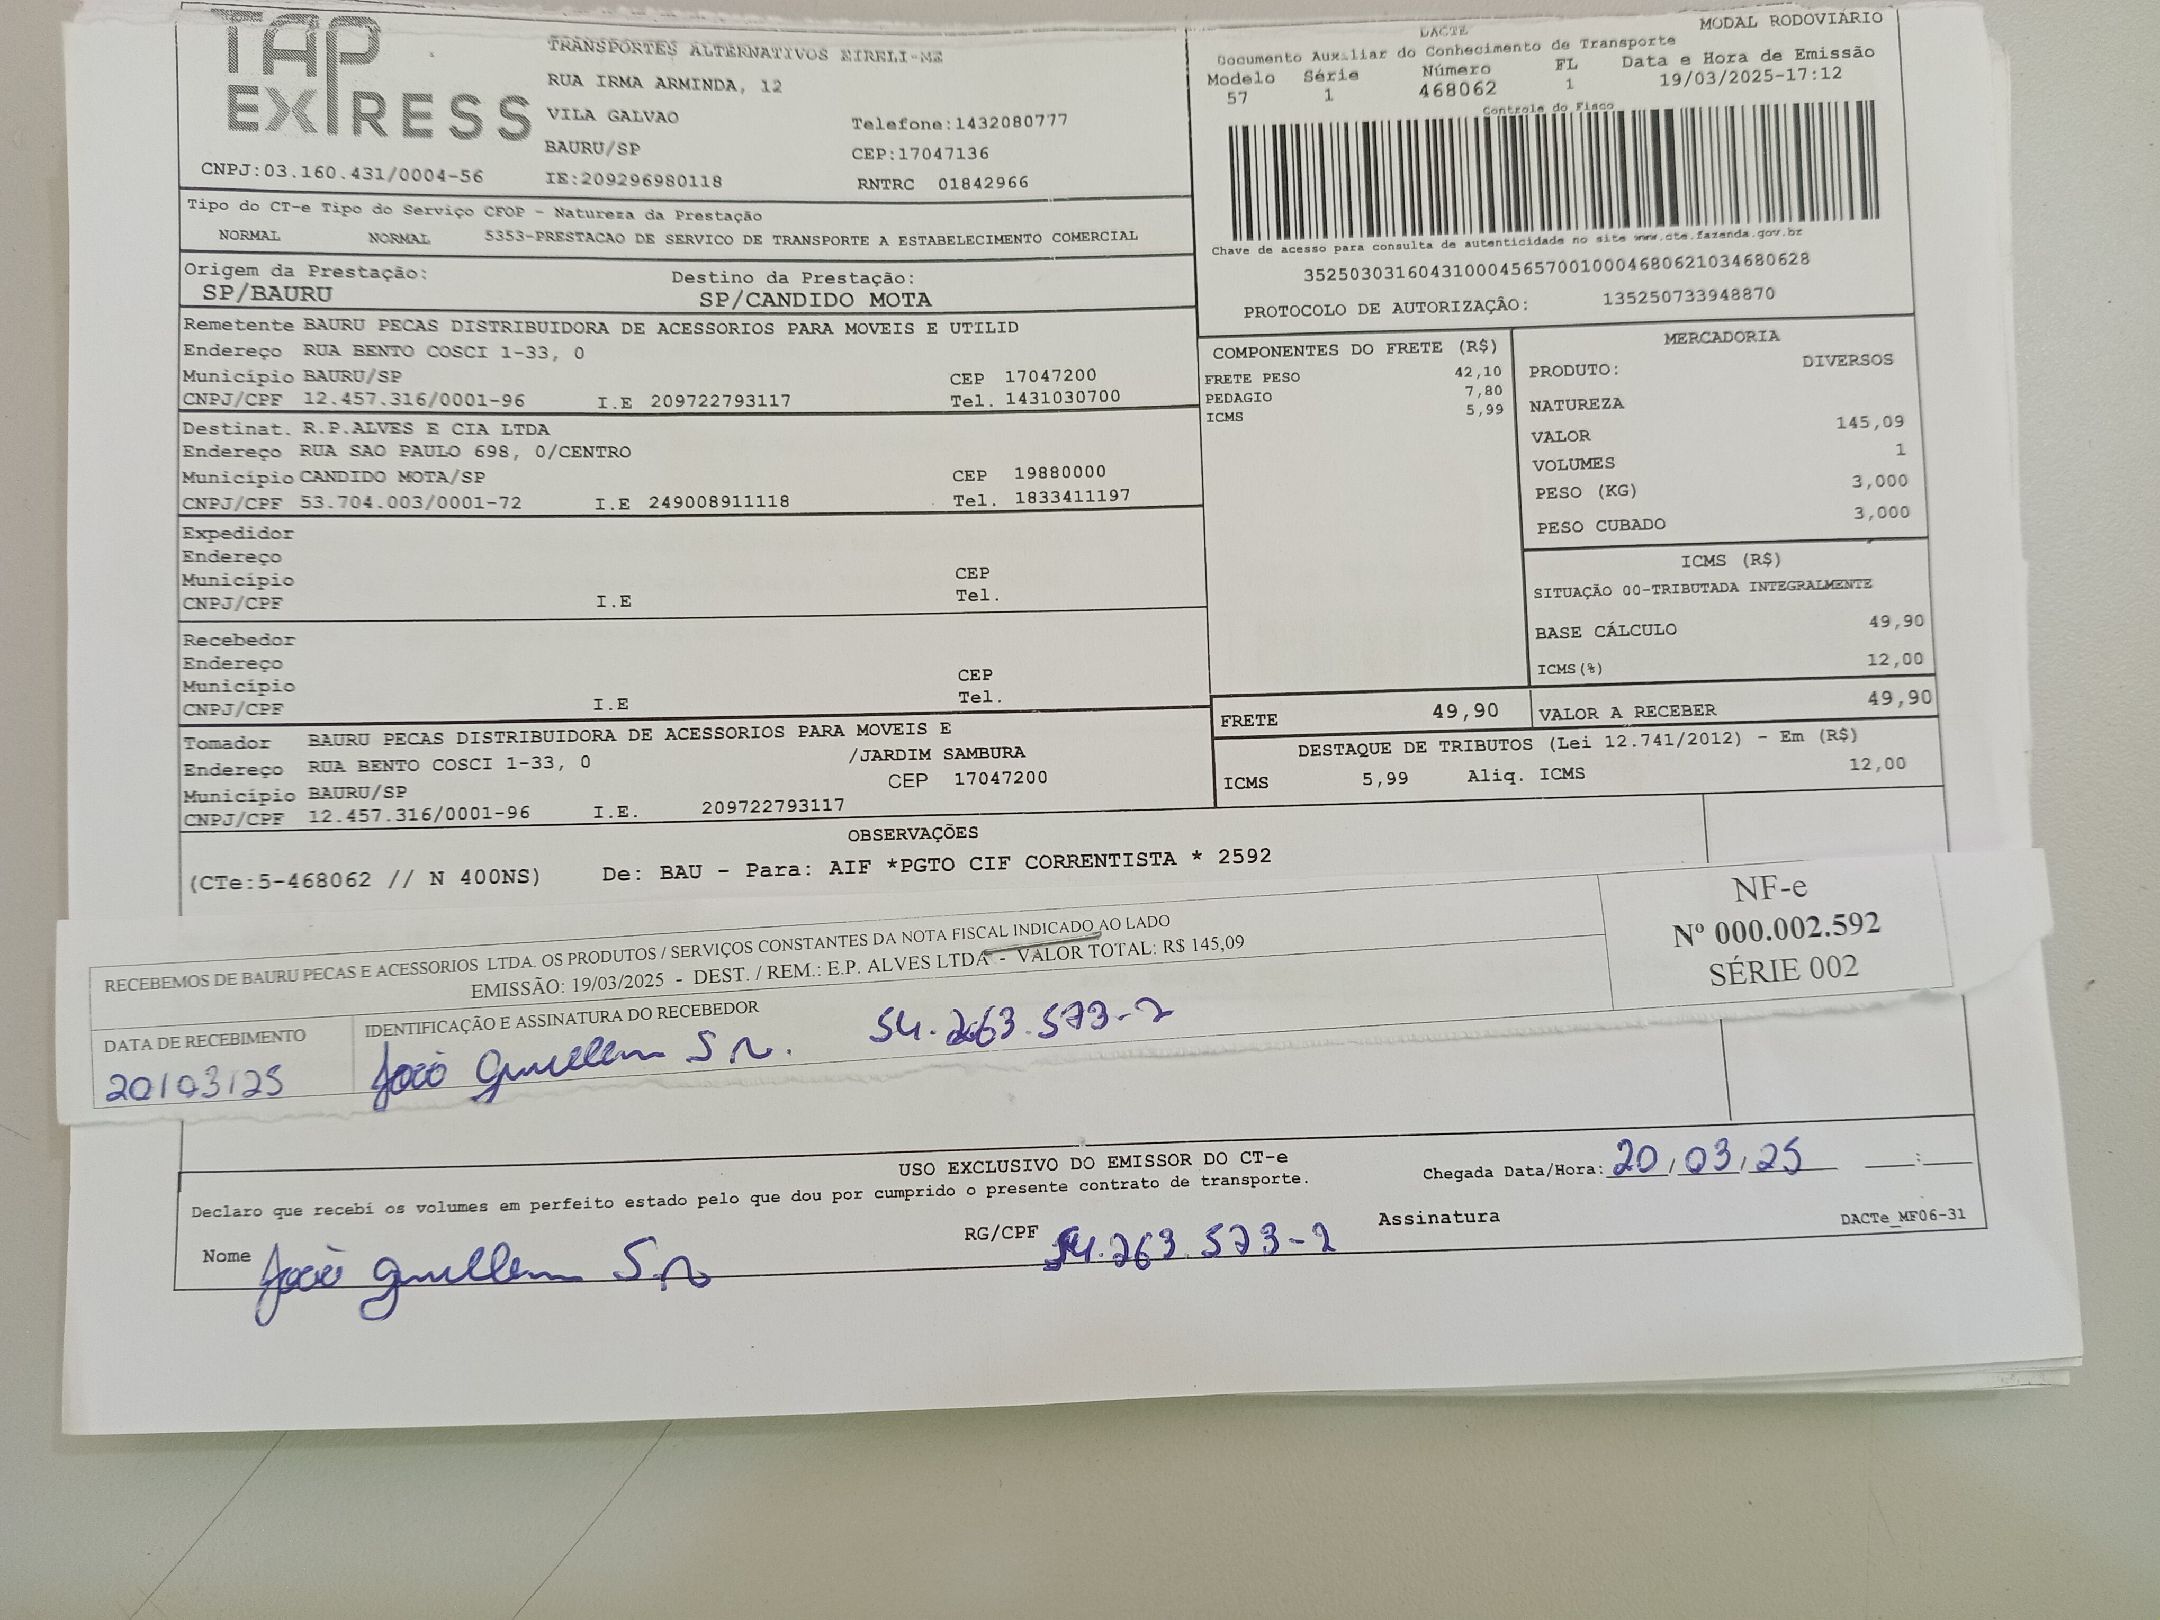 TAP
EXPRESS
TRANSPORTES ALTERNATIVOS EIRELI-ME
RUA IRMA ARMINDA, 12
VILA GALVAO Telefone:1432080777
BAURU/SP CEP:17047136
CNPJ:03.160.431/0004-56 IE:209296980118 RNTRC 01842966
Tipo do CT-e Tipo do Serviço CFOP - Natureza da Prestação
NORMAL NORMAL 5353-PRESTACAO DE SERVICO DE TRANSPORTE A ESTABELECIMENTO COMERCIAL
Origem da Prestação: Destino da Prestação:
SP/BAURU SP/CANDIDO MOTA
Remetente BAURU PECAS DISTRIBUIDORA DE ACESSORIOS PARA MOVEIS E UTILID
Endereço RUA BENTO COSCI 1-33, 0
Município BAURU/SP CEP 17047200
CNPJ/CPF 12.457.316/0001-96 I.E 209722793117 Tel. 1431030700
Destinat. R.P.ALVES E CIA LTDA
Endereço RUA SAO PAULO 698, 0/CENTRO
Município CANDIDO MOTA/SP CEP 19880000
CNPJ/CPF 53.704.003/0001-72 I.E 249008911118 Tel. 1833411197
Expedidor
Endereço
Município CEP
CNPJ/CPF I.E Tel.
Recebedor
Endereço
Município CEP
CNPJ/CPF I.E Tel.
Tomador BAURU PECAS DISTRIBUIDORA DE ACESSORIOS PARA MOVEIS E
Endereço RUA BENTO COSCI 1-33, 0 /JARDIM SAMBURA
Município BAURU/SP CEP 17047200
CNPJ/CPF 12.457.316/0001-96 I.E. 209722793117
DACTE MODAL RODOVIÁRIO
Documento Auxiliar do Conhecimento de Transporte
Modelo Série Número FL Data e Hora de Emissão
57 1 468062 1 19/03/2025-17:12
Controle do Fisco
Chave de acesso para consulta de autenticidade no site www.cte.fazenda.gov.br
35250303160431000456570010004680621034680628
PROTOCOLO DE AUTORIZAÇÃO: 135250733948870
COMPONENTES DO FRETE (R$)
FRETE PESO 42,10
PEDAGIO 7,80
ICMS 5,99
MERCADORIA
PRODUTO: DIVERSOS
NATUREZA
VALOR 145,09
VOLUMES 1
PESO (KG) 3,000
PESO CUBADO 3,000
ICMS (R$)
SITUAÇÃO 00-TRIBUTADA INTEGRALMENTE
BASE CÁLCULO 49,90
ICMS(%) 12,00
FRETE 49,90 VALOR A RECEBER 49,90
DESTAQUE DE TRIBUTOS (Lei 12.741/2012) - Em (R$)
ICMS 5,99 Aliq. ICMS 12,00
OBSERVAÇÕES
(CTe:5-468062 // N 400NS) De: BAU - Para: AIF *PGTO CIF CORRENTISTA * 2592
RECEBEMOS DE BAURU PECAS E ACESSORIOS LTDA. OS PRODUTOS / SERVIÇOS CONSTANTES DA NOTA FISCAL INDICADO AO LADO
EMISSÃO: 19/03/2025 - DEST. / REM.: E.P. ALVES LTDA - VALOR TOTAL: R$ 145,09
NF-e
Nº 000.002.592
SÉRIE 002
DATA DE RECEBIMENTO IDENTIFICAÇÃO E ASSINATURA DO RECEBEDOR
20/03/25 João 54.263.573-2
USO EXCLUSIVO DO EMISSOR DO CT-e
Declaro que recebi os volumes em perfeito estado pelo que dou por cumprido o presente contrato de transporte.
Chegada Data/Hora: 20/03/25 __:__
Nome João RG/CPF 54.263.573-2 Assinatura
DACTe_MF06-31